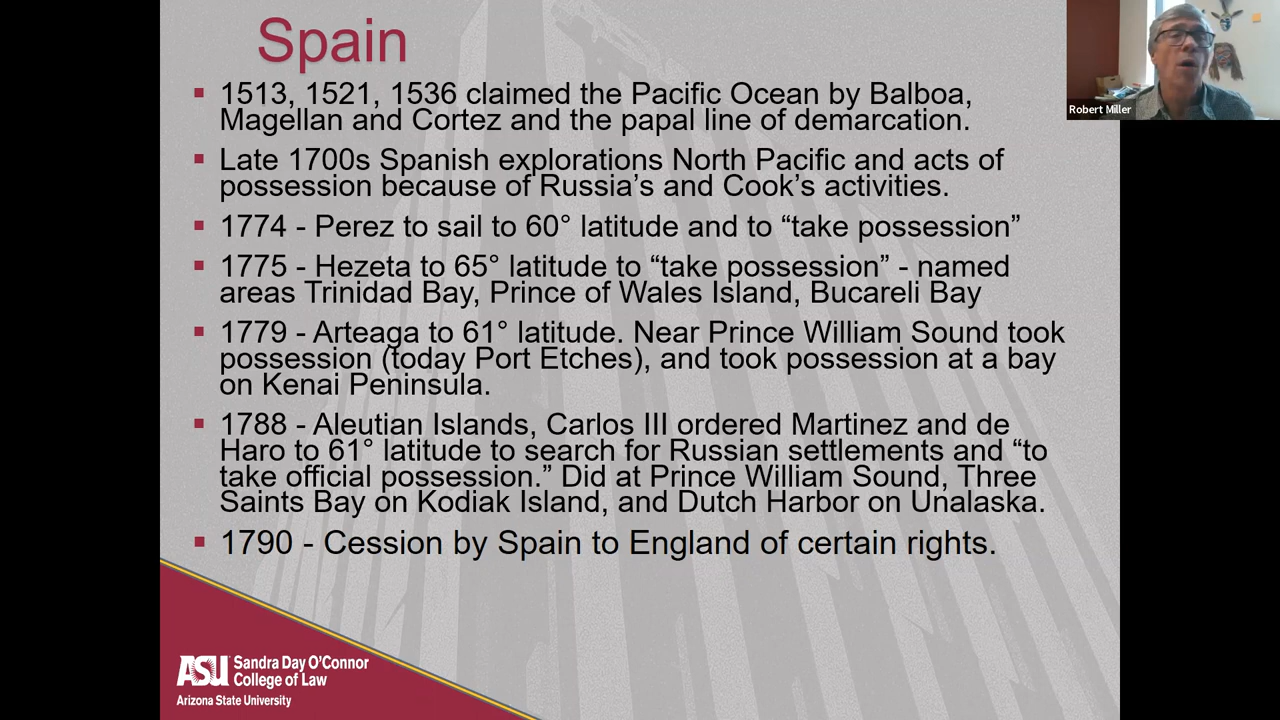 Spain
▪ 1513, 1521, 1536 claimed the Pacific Ocean by Balboa,
Magellan and Cortez and the papal line of demarcation.
▪ Late 1700s Spanish explorations North Pacific and acts of
possession because of Russia’s and Cook’s activities.
▪ 1774 - Perez to sail to 60° latitude and to “take possession”
▪ 1775 - Hezeta to 65° latitude to “take possession” - named
areas Trinidad Bay, Prince of Wales Island, Bucareli Bay
▪ 1779 - Arteaga to 61° latitude. Near Prince William Sound took
possession (today Port Etches), and took possession at a bay
on Kenai Peninsula.
▪ 1788 - Aleutian Islands, Carlos III ordered Martinez and de
Haro to 61° latitude to search for Russian settlements and “to
take official possession.” Did at Prince William Sound, Three
Saints Bay on Kodiak Island, and Dutch Harbor on Unalaska.
▪ 1790 - Cession by Spain to England of certain rights.
Robert Miller
ASU Sandra Day O’Connor
College of Law
Arizona State University